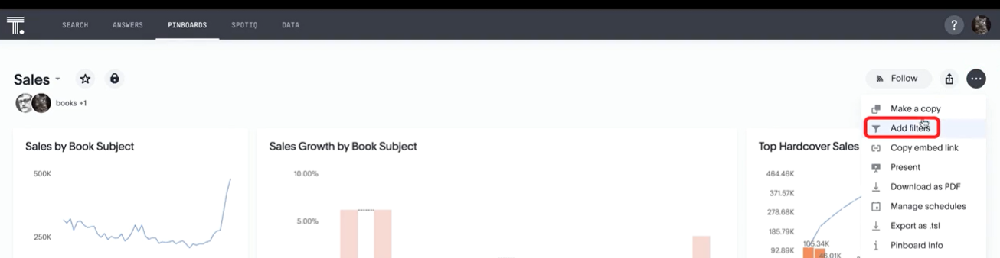 T.
SEARCH ANSWERS PINBOARDS SPOTIQ DATA ?
Sales Follow
books +1
Make a copy
Add filters
Copy embed link
Present
Download as PDF
Manage schedules
Export as .tsl
Pinboard Info
Sales by Book Subject
500K
250K
Sales Growth by Book Subject
10.00%
5.00%
Top Hardcover Sales
464.46K
371.57K
278.68K
185.79K
92.89K
105.34K
46.01K